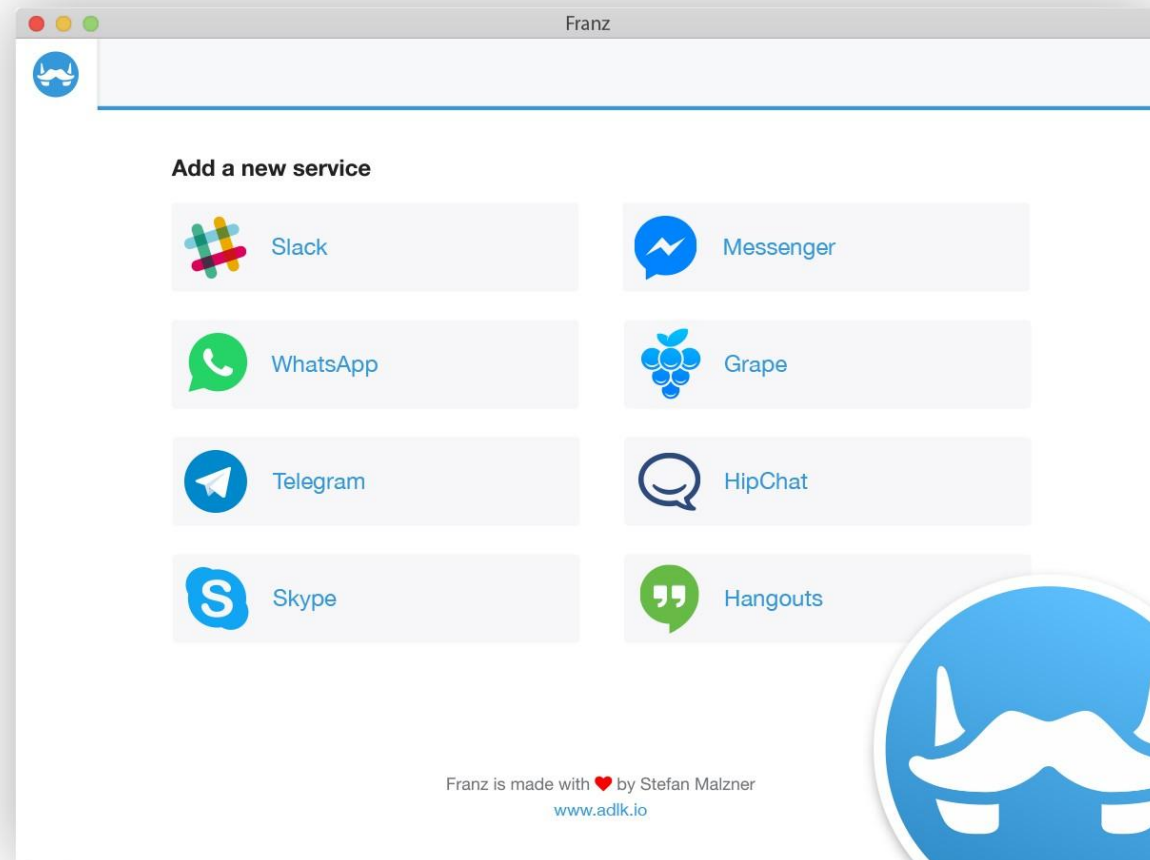 Franz
Add a new service
Slack
Messenger
WhatsApp
Grape
Telegram
HipChat
Skype
Hangouts
Franz is made with ❤ by Stefan Malzner
www.adlk.io